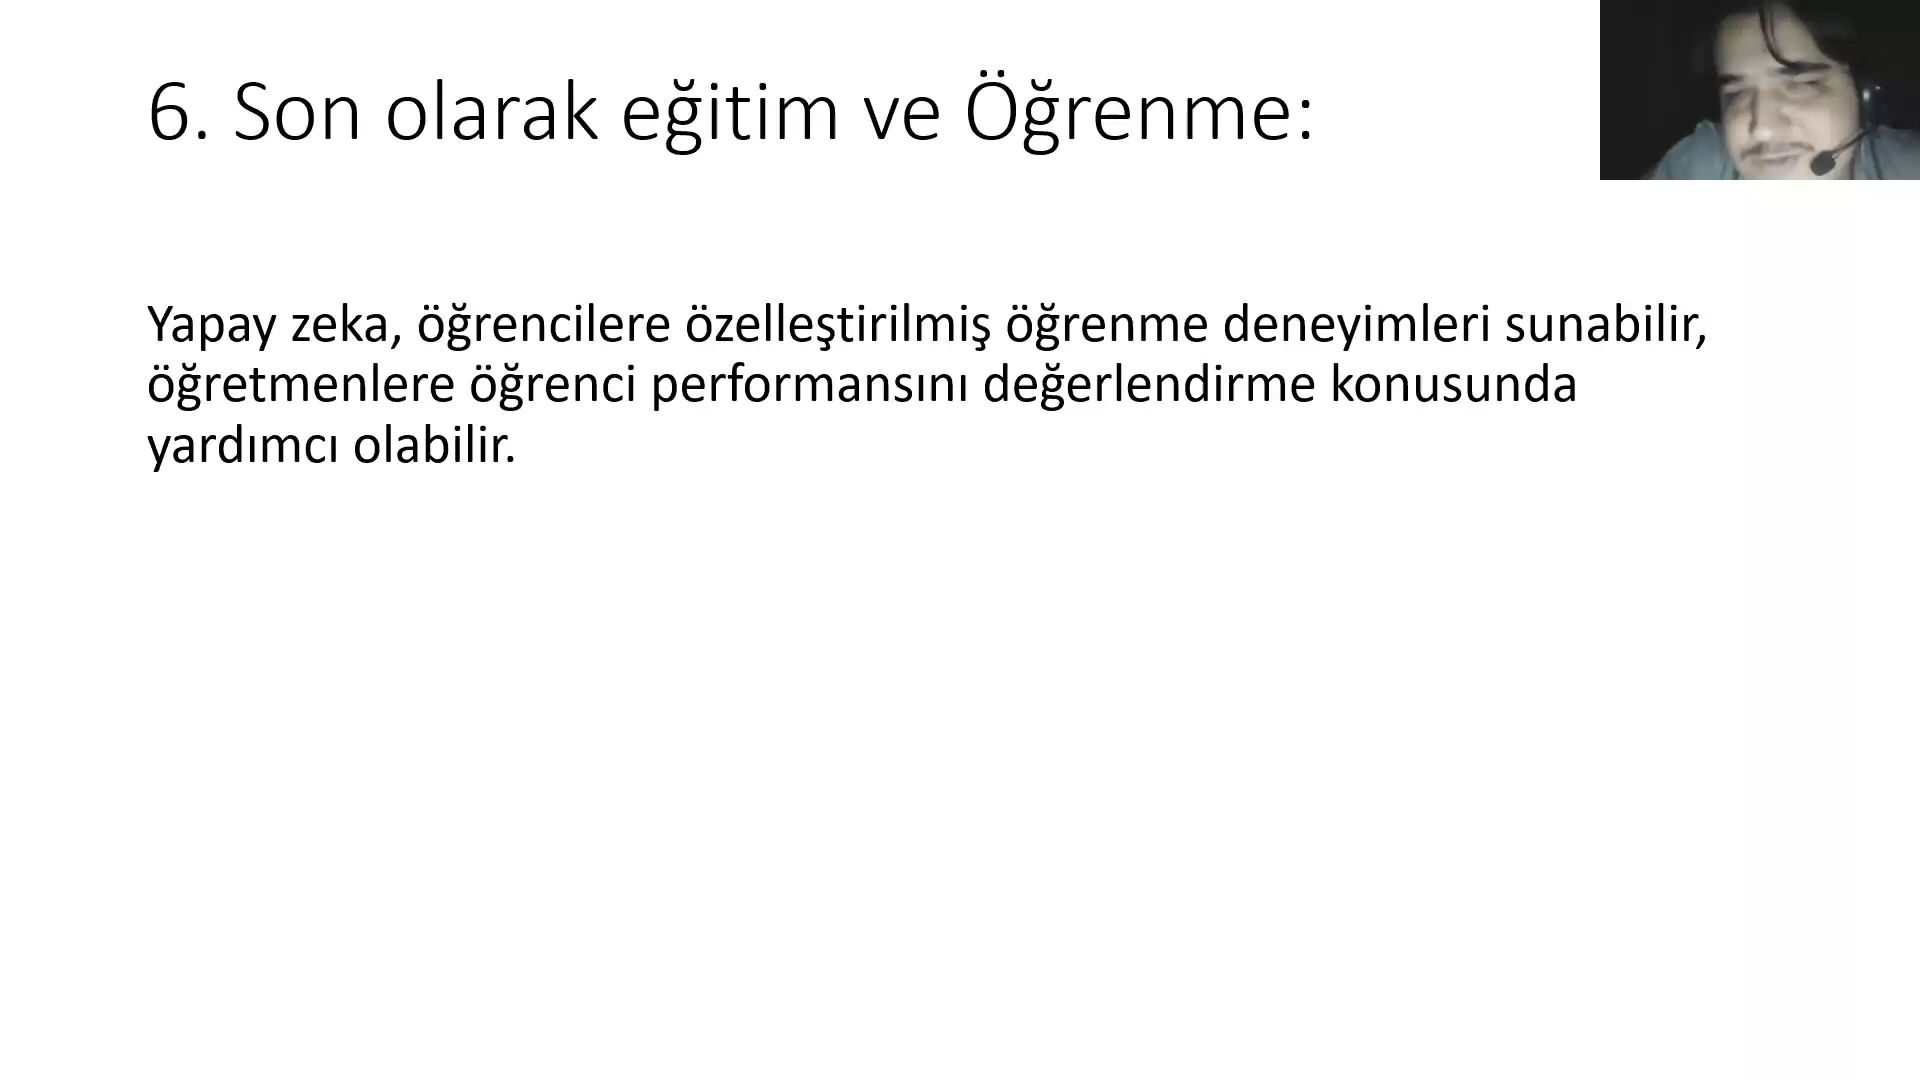 6. Son olarak eğitim ve Öğrenme:
Yapay zeka, öğrencilere özelleştirilmiş öğrenme deneyimleri sunabilir,
öğretmenlere öğrenci performansını değerlendirme konusunda
yardımcı olabilir.